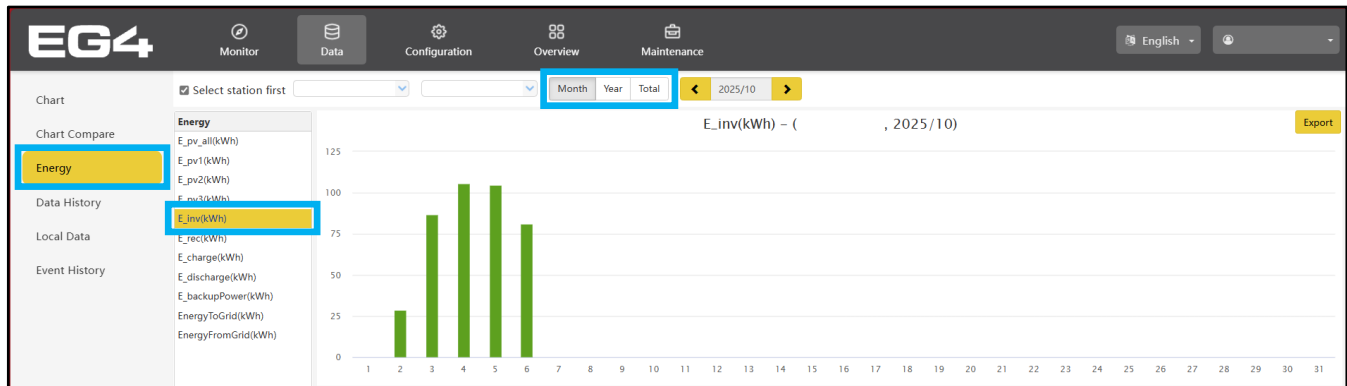 EG4
Monitor
Data
Configuration
Overview
Maintenance
English
Select station first
Month Year Total
2025/10
Chart
Chart Compare
Energy
Data History
Local Data
Event History
Energy
E_pv_all(kWh)
E_pv1(kWh)
E_pv2(kWh)
E_pv3(kWh)
E_inv(kWh)
E_rec(kWh)
E_charge(kWh)
E_discharge(kWh)
E_backupPower(kWh)
EnergyToGrid(kWh)
EnergyFromGrid(kWh)
E_inv(kWh) - ( , 2025/10)
Export
125
100
75
50
25
0
1 2 3 4 5 6 7 8 9 10 11 12 13 14 15 16 17 18 19 20 21 22 23 24 25 26 27 28 29 30 31